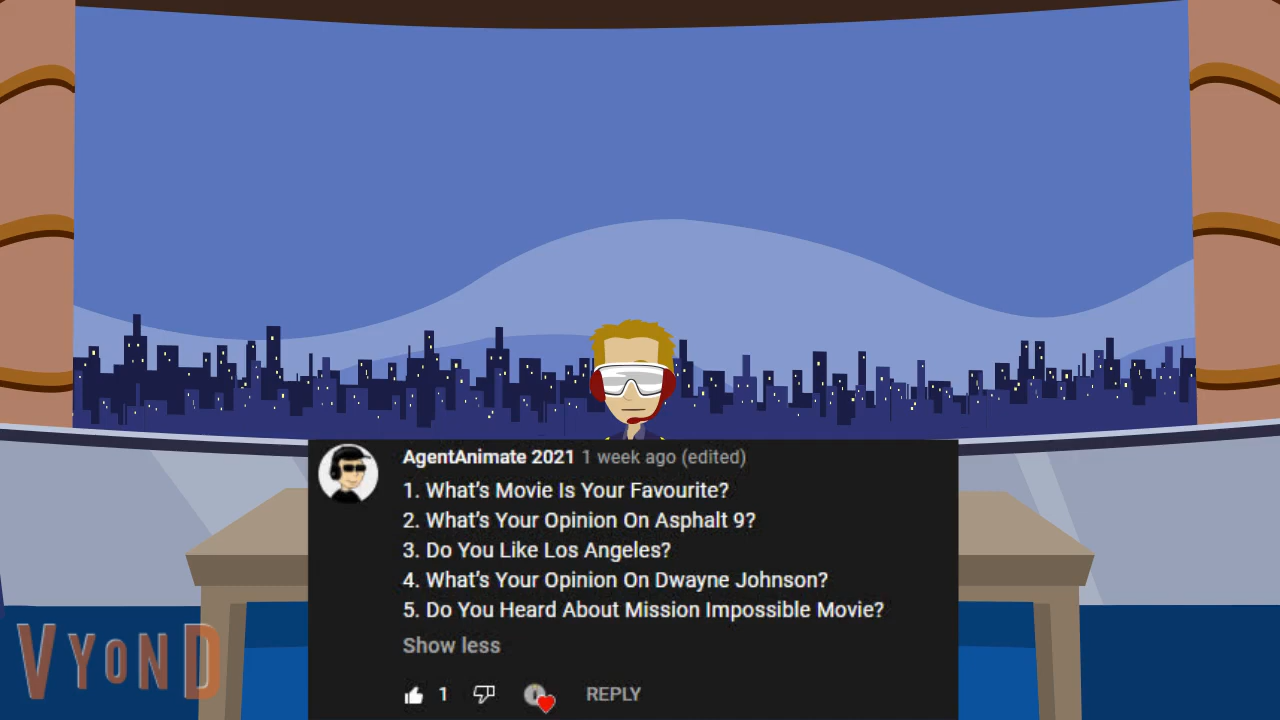 AgentAnimate 2021 1 week ago (edited)
1. What's Movie Is Your Favourite?
2. What's Your Opinion On Asphalt 9?
3. Do You Like Los Angeles?
4. What's Your Opinion On Dwayne Johnson?
5. Do You Heard About Mission Impossible Movie?
Show less
1 REPLY
VYOND